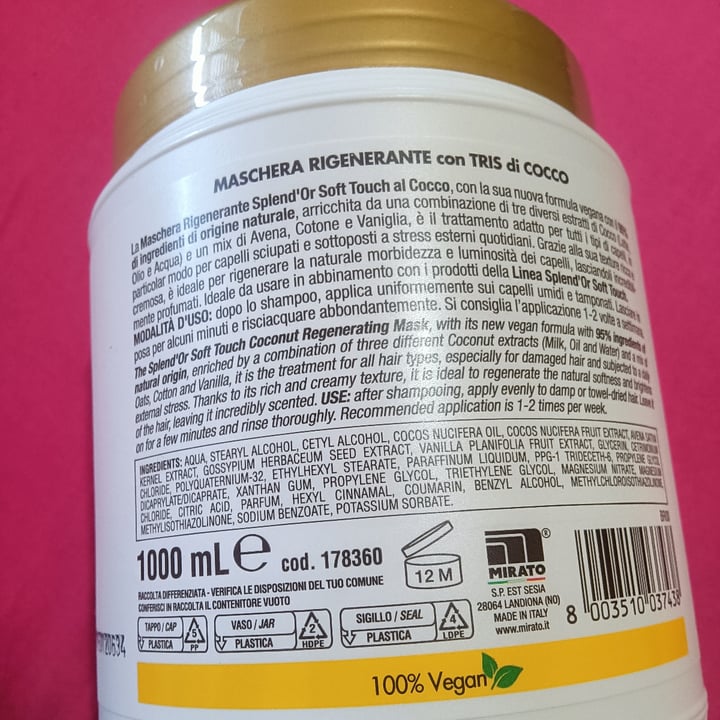 MASCHERA RIGENERANTE con TRIS di COCCO
La Maschera Rigenerante Splend'Or Soft Touch al Cocco, con la sua nuova formula vegana con il
di ingredienti di origine naturale, arricchita da una combinazione di tre diversi estratti di Cocco (Latte,
Olio e Acqua) e un mix di Avena, Cotone e Vaniglia, è il trattamento adatto per tutti i tipi di capelli, in
particolar modo per capelli sciupati e sottoposti a stress esterni quotidiani. Grazie alla sua texture ricca e
cremosa, è ideale per rigenerare la naturale morbidezza e luminosità dei capelli, lasciandoli incredibil-
mente profumati. Ideale da usare in abbinamento con i prodotti della Linea Splend'Or Soft Touch.
MODALITÀ D'USO: dopo lo shampoo, applica uniformemente sui capelli umidi e tamponati. Lascia in
posa per alcuni minuti e risciacquare abbondantemente. Si consiglia l'applicazione 1-2 volte a settimana.
The Splend'Or Soft Touch Coconut Regenerating Mask, with its new vegan formula with 95% ingredients of
natural origin, enriched by a combination of three different Coconut extracts (Milk, Oil and Water) and a mix of
Oats, Cotton and Vanilla, it is the treatment for all hair types, especially for damaged hair and subjected to a daily
external stress. Thanks to its rich and creamy texture, it is ideal to regenerate the natural softness and brightness
of the hair, leaving it incredibly scented. USE: after shampooing, apply evenly to damp or towel-dried hair. Leave it
on for a few minutes and rinse thoroughly. Recommended application is 1-2 times per week.
INGREDIENTS: AQUA, STEARYL ALCOHOL, CETYL ALCOHOL, COCOS NUCIFERA OIL, COCOS NUCIFERA FRUIT EXTRACT, AVENA SATIVA
KERNEL EXTRACT, GOSSYPIUM HERBACEUM SEED EXTRACT, VANILLA PLANIFOLIA FRUIT EXTRACT, GLYCERIN, CETRIMONIUM
CHLORIDE, POLYQUATERNIUM-32, ETHYLHEXYL STEARATE, PARAFFINUM LIQUIDUM, PPG-1 TRIDECETH-6, PROPYLENE GLYCOL
DICAPRYLATE/DICAPRATE, XANTHAN GUM, PROPYLENE GLYCOL, TRIETHYLENE GLYCOL, MAGNESIUM NITRATE, MAGNESIUM
CHLORIDE, CITRIC ACID, PARFUM, HEXYL CINNAMAL, COUMARIN, BENZYL ALCOHOL, METHYLCHLOROISOTHIAZOLINONE,
METHYLISOTHIAZOLINONE, SODIUM BENZOATE, POTASSIUM SORBATE.
1000 mL e cod. 178360
12 M
RACCOLTA DIFFERENZIATA - VERIFICA LE DISPOSIZIONI DEL TUO COMUNE
CONFERISCI IN RACCOLTA IL CONTENITORE VUOTO
TAPPO / CAP
PLASTICA
5
PP
VASO / JAR
PLASTICA
2
HDPE
SIGILLO / SEAL
PLASTICA
4
LDPE
MIRATO®
S.P. EST SESIA
28064 LANDIONA (NO)
MADE IN ITALY
www.mirato.it
8 003510 037438
100% Vegan